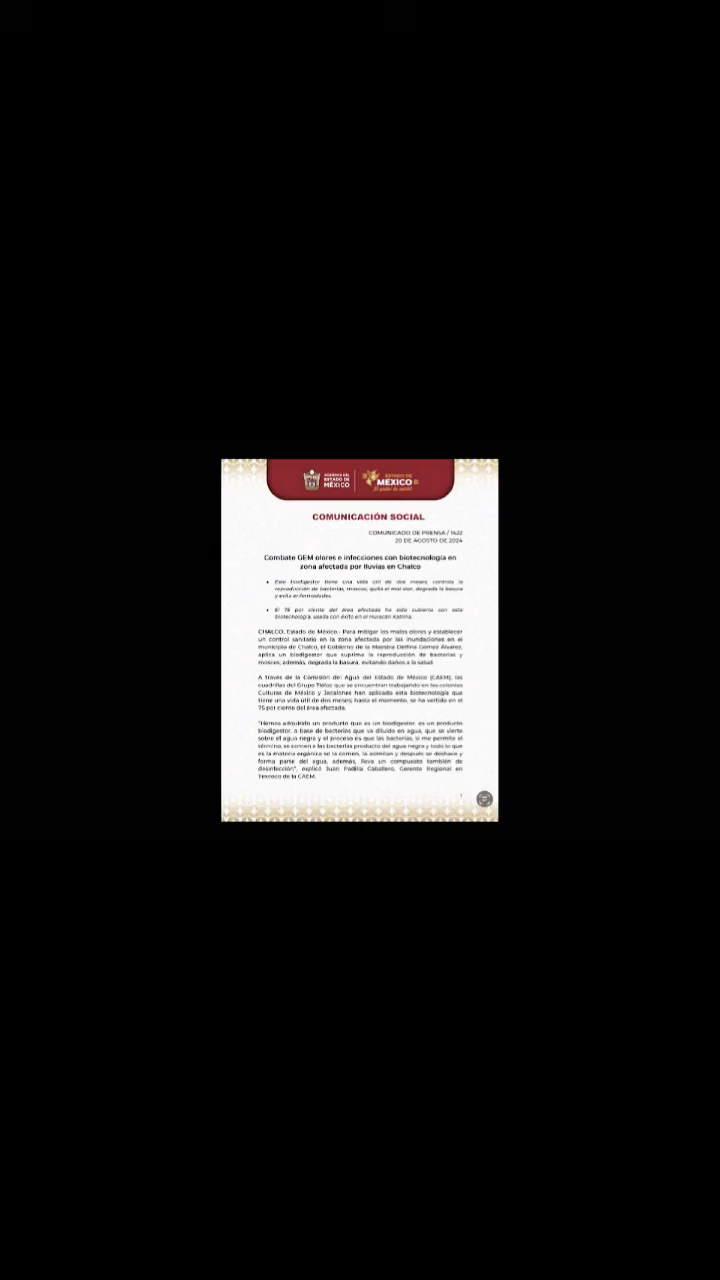 GOBIERNO DEL
ESTADO DE
MÉXICO
ESTADO DE
MÉXICO
¡El poder de servir!
COMUNICACIÓN SOCIAL
COMUNICADO DE PRENSA / 1422
20 DE AGOSTO DE 2024
Combate GEM olores e infecciones con biotecnología en
zona afectada por lluvias en Chalco
• Este biodigestor tiene una vida útil de dos meses; controla la
reproducción de bacterias, moscas, quita el mal olor, degrada la basura
y evita enfermedades.
• El 75 por ciento del área afectada ha sido cubierta con esta
biotecnología, usada con éxito en el Huracán Katrina.
CHALCO, Estado de México.- Para mitigar los malos olores y establecer
un control sanitario en la zona afectada por las inundaciones en el
municipio de Chalco, el Gobierno de la Maestra Delfina Gómez Álvarez,
aplica un biodigestor que suprime la reproducción de bacterias y
moscas; además, degrada la basura, evitando daños a la salud.
A través de la Comisión del Agua del Estado de México (CAEM), las
cuadrillas del Grupo Tláloc que se encuentran trabajando en las colonias
Culturas de México y Jacalones han aplicado esta biotecnología que
tiene una vida útil de dos meses; hasta el momento, se ha vertido en el
75 por ciento del área afectada.
"Hemos adquirido un producto que es un biodigestor, es un producto
biodigestor, a base de bacterias que va diluido en agua, que se vierte
sobre el agua negra y el proceso es que las bacterias, si me permite el
término, se comen a las bacterias producto del agua negra y todo lo que
es la materia orgánica se la comen, la asimilan y después se deshace y
forma parte del agua, además, lleva un compuesto también de
desinfección", explicó Juan Padilla Caballero, Gerente Regional en
Texcoco de la CAEM.
1